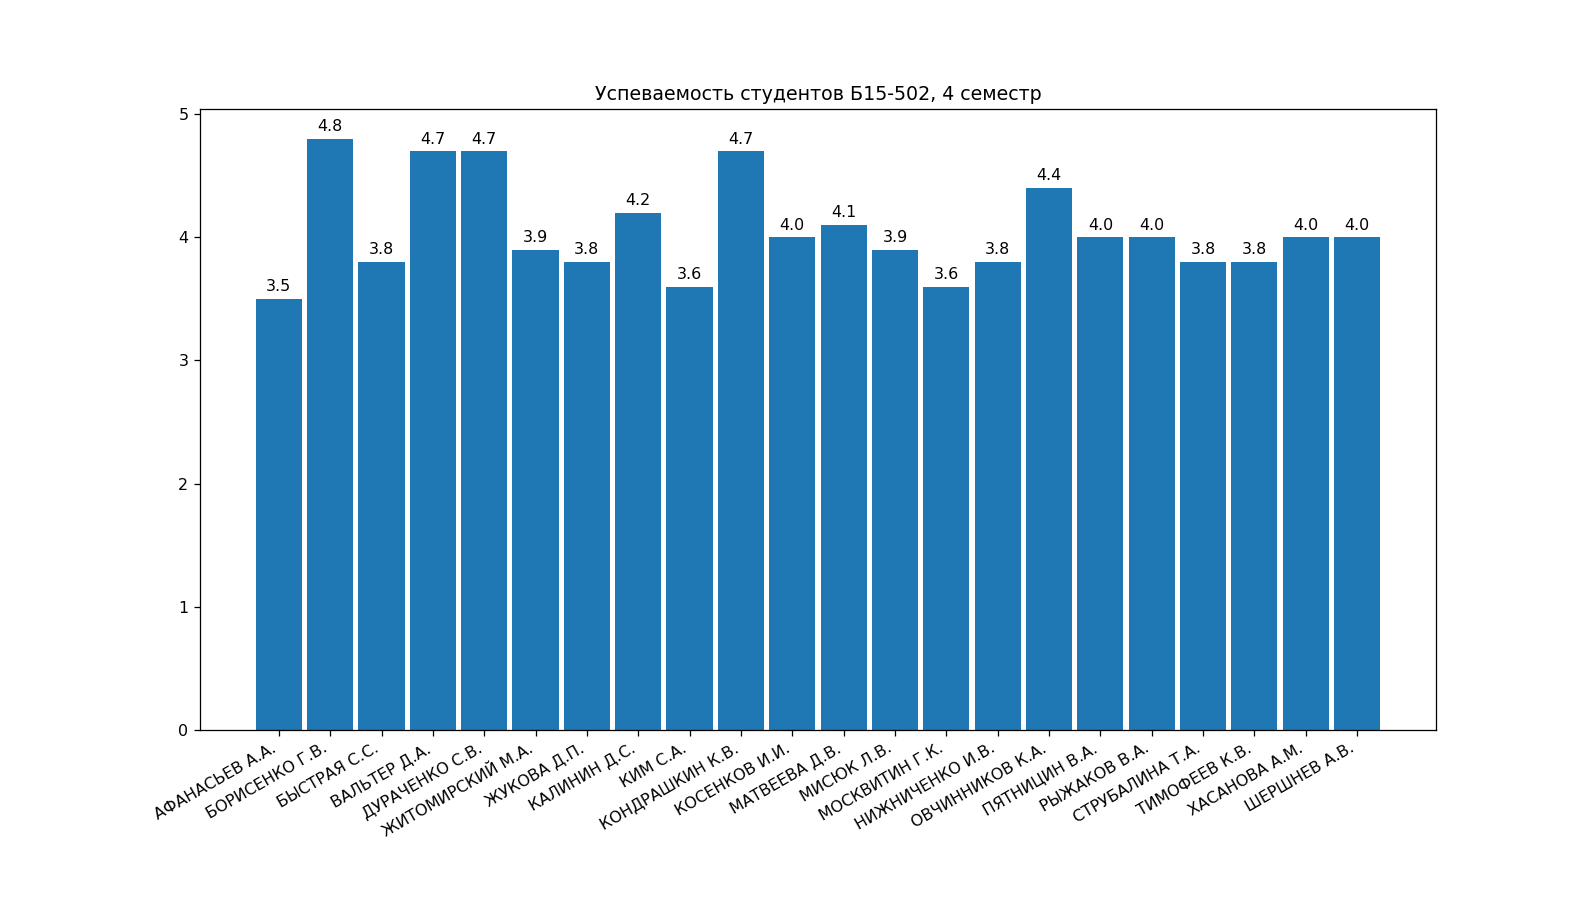 Успеваемость студентов Б15-502, 4 семестр
5
4
3
2
1
0
3.5
4.8
3.8
4.7
4.7
3.9
3.8
4.2
3.6
4.7
4.0
4.1
3.9
3.6
3.8
4.4
4.0
4.0
3.8
3.8
4.0
4.0
АФАНАСЬЕВ А.А.
БОРИСЕНКО Г.В.
БЫСТРАЯ С.С.
ВАЛЬТЕР Д.А.
ДУРАЧЕНКО С.В.
ЖИТОМИРСКИЙ М.А.
ЖУКОВА Д.П.
КАЛИНИН Д.С.
КИМ С.А.
КОНДРАШКИН К.В.
КОСЕНКОВ И.И.
МАТВЕЕВА Д.В.
МИСЮК Л.В.
МОСКВИТИН Г.К.
НИЖНИЧЕНКО И.В.
ОВЧИННИКОВ К.А.
ПЯТНИЦИН В.А.
РЫЖАКОВ В.А.
СТРУБАЛИНА Т.А.
ТИМОФЕЕВ К.В.
ХАСАНОВА А.М.
ШЕРШНЕВ А.В.